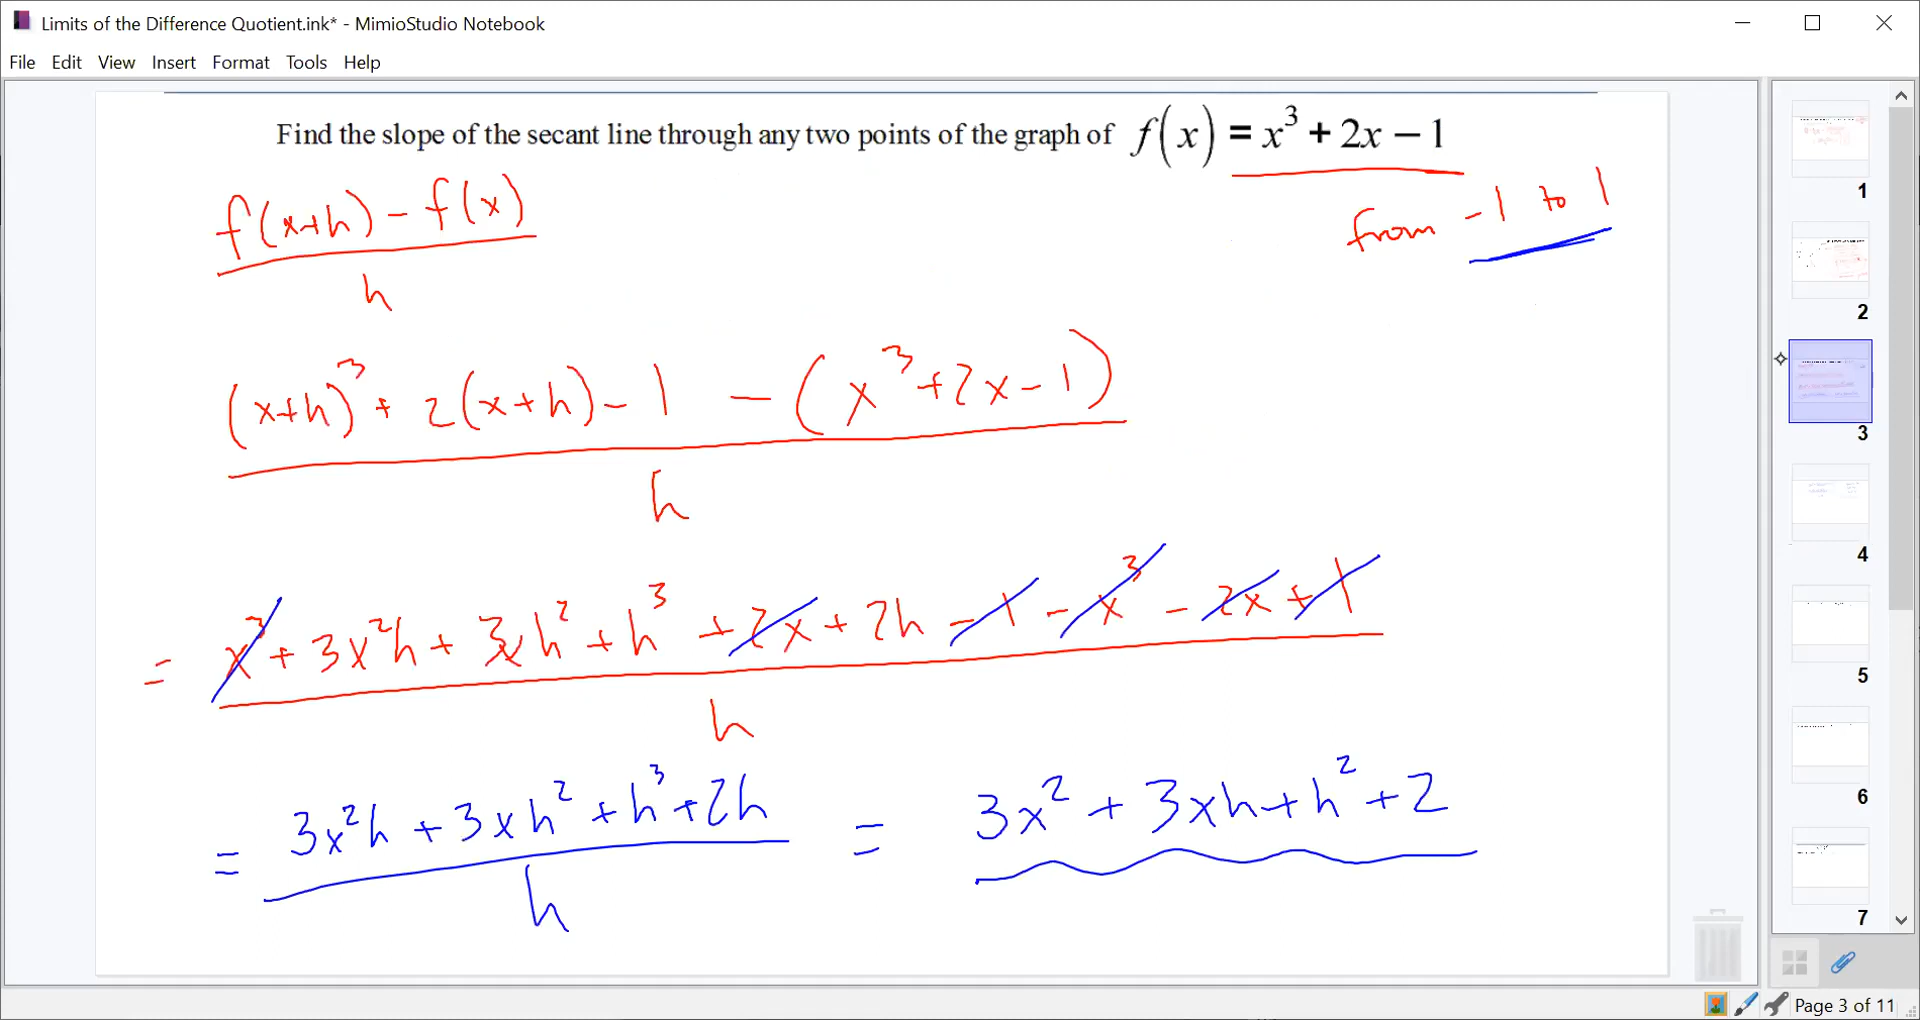 Limits of the Difference Quotient.ink* - MimioStudio Notebook
File Edit View Insert Format Tools Help
Find the slope of the secant line through any two points of the graph of f(x) = x³ + 2x − 1
from -1 to 1
f(x+h) - f(x)
h
(x+h)³ + 2(x+h) - 1 - (x³+2x-1)
h
= x³ + 3x²h + 3xh² + h³ + 2x + 2h - 1 - x³ - 2x + 1
h
= 3x²h + 3xh² + h³ + 2h = 3x² + 3xh + h² + 2
h
1
2
3
4
5
6
7
Page 3 of 11